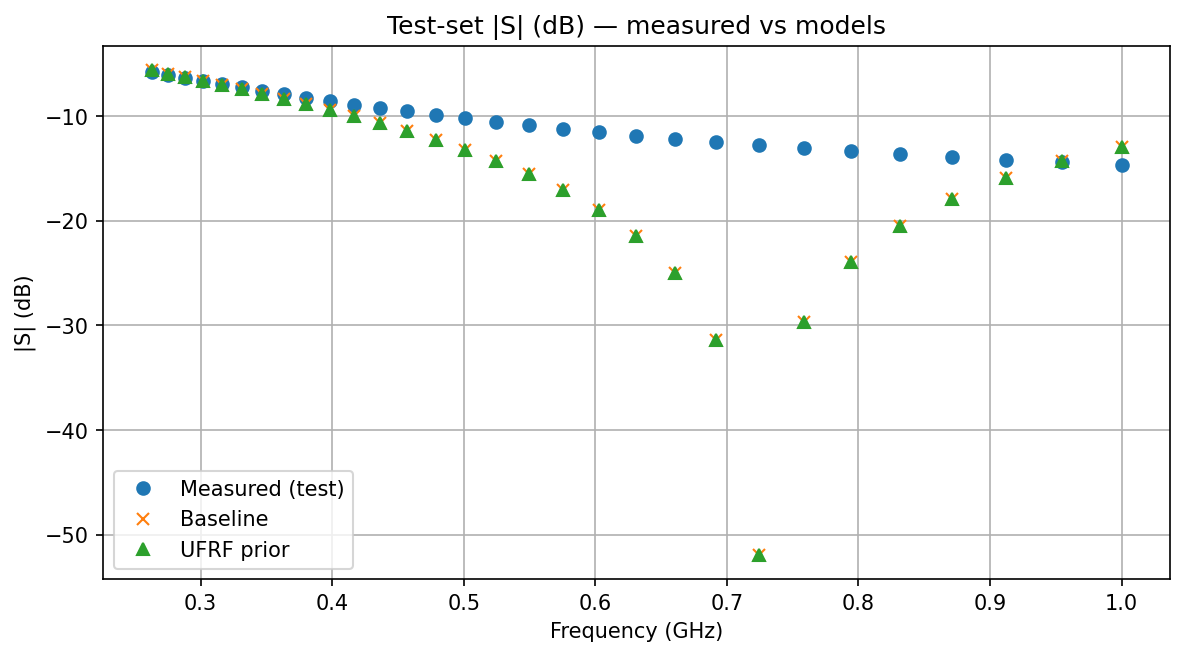 Test-set |S| (dB) — measured vs models
|S| (dB)
−10
−20
−30
−40
−50
Measured (test)
Baseline
UFRF prior
0.3 0.4 0.5 0.6 0.7 0.8 0.9 1.0
Frequency (GHz)